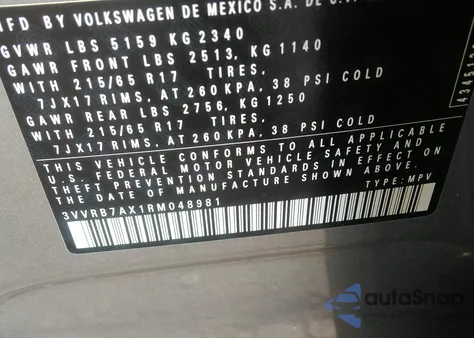 MFD BY VOLKSWAGEN DE MEXICO S.A. DE C.V.
GVWR LBS 5159 KG 2340
GAWR FRONT LBS 2513, KG 1140
WITH 215/65 R17 TIRES,
7JX17 RIMS, AT 260 KPA, 38 PSI COLD
GAWR REAR LBS 2756, KG 1250
WITH 215/65 R17 TIRES,
7JX17 RIMS, AT 260 KPA, 38 PSI COLD
THIS VEHICLE CONFORMS TO ALL APPLICABLE
U.S. FEDERAL MOTOR VEHICLE SAFETY AND
THEFT PREVENTION STANDARDS IN EFFECT ON
THE DATE OF MANUFACTURE SHOWN ABOVE.
3VVRB7AX1RM048981 TYPE: MPV
autoSnap